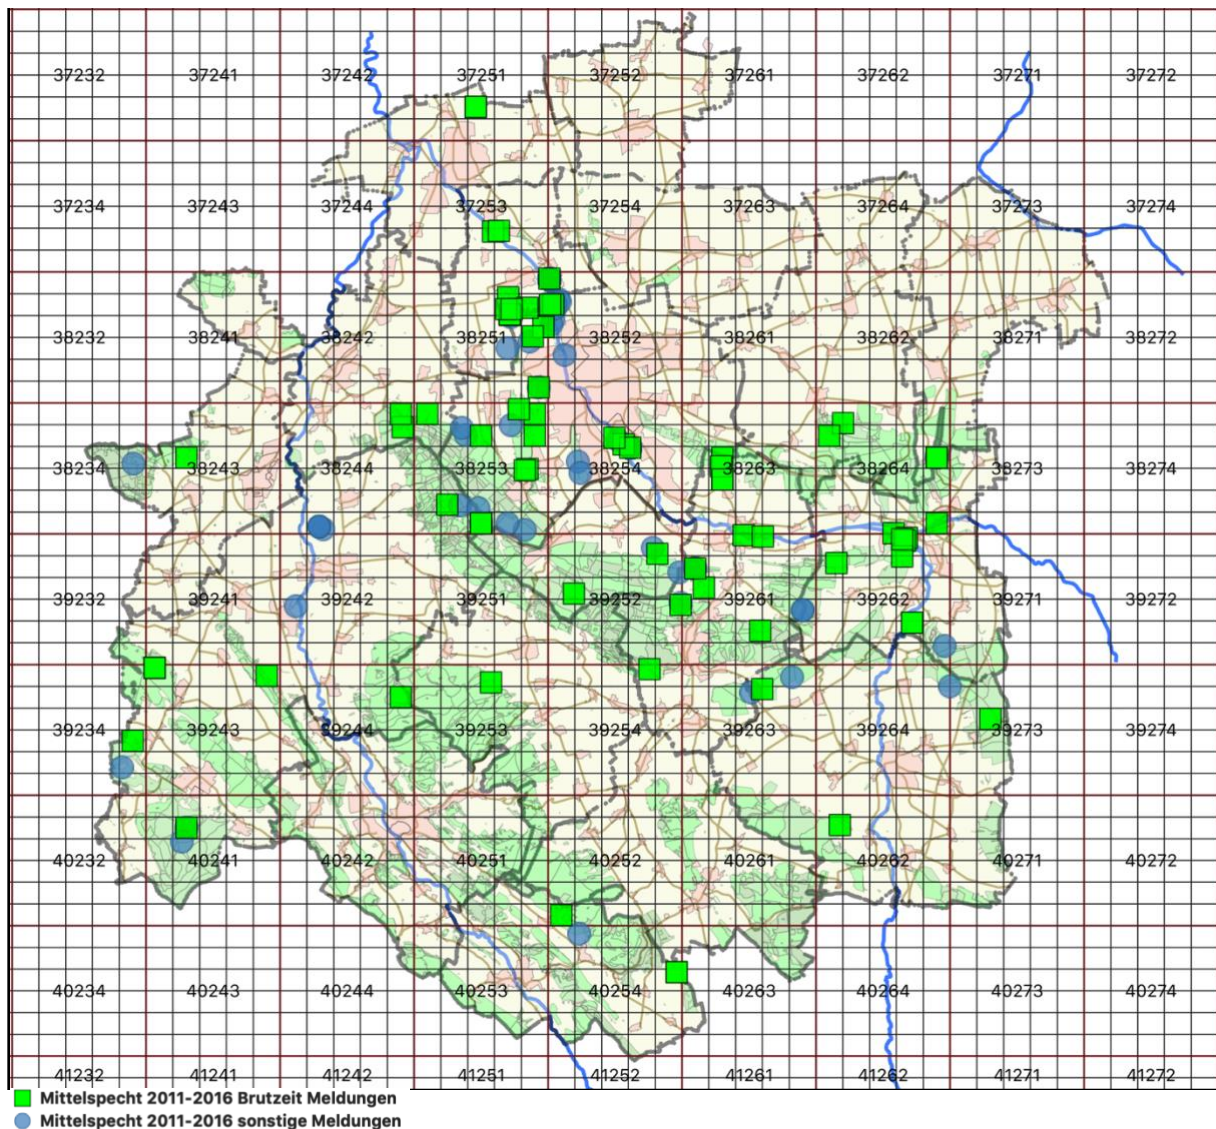 37232 37241 37242 37251 37252 37261 37262 37271 37272
37234 37243 37244 37253 37254 37263 37264 37273 37274
38232 38241 38242 38251 38252 38261 38262 38271 38272
38234 38243 38244 38253 38254 38263 38264 38273 38274
39232 39241 39242 39251 39252 39261 39262 39271 39272
39234 39243 39244 39253 39254 39263 39264 39273 39274
40232 40241 40242 40251 40252 40261 40262 40271 40272
40234 40243 40244 40253 40254 40263 40264 40273 40274
41232 41241 41242 41251 41252 41261 41262 41271 41272
Mittelspecht 2011-2016 Brutzeit Meldungen
Mittelspecht 2011-2016 sonstige Meldungen